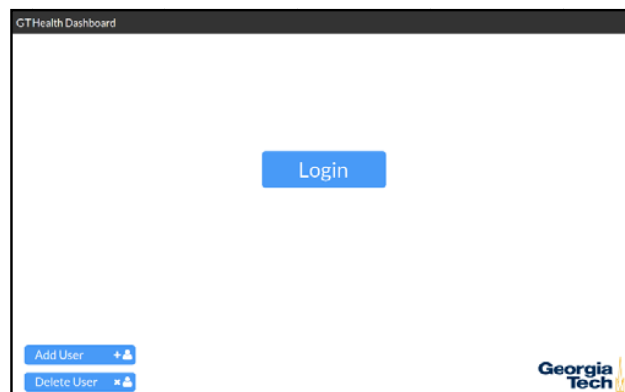 GTHealth Dashboard
Login
Add User
Delete User
Georgia
Tech